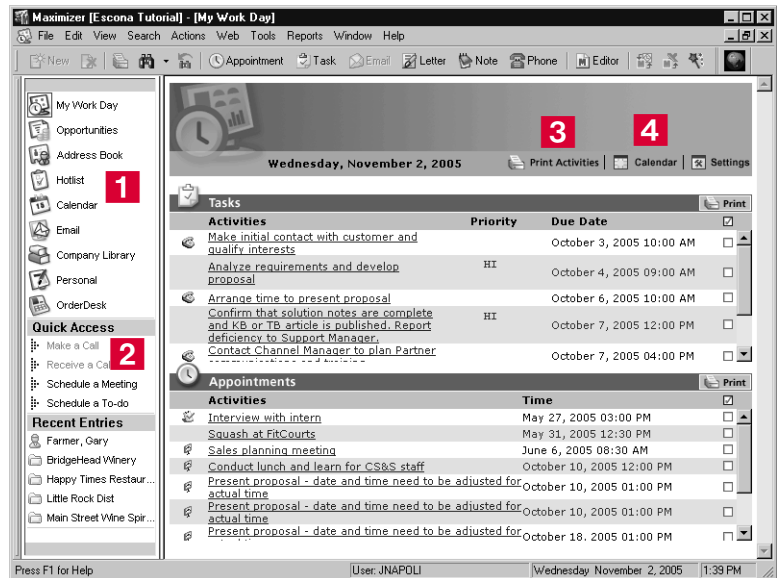 Maximizer [Escona Tutorial] - [My Work Day]
File Edit View Search Actions Web Tools Reports Window Help
New Appointment Task Email Letter Note Phone Editor
My Work Day
Opportunities
Address Book
Hotlist
1
Calendar
Email
Company Library
Personal
OrderDesk
Quick Access
Make a Call
2
Receive a Ca
Schedule a Meeting
Schedule a To-do
Recent Entries
Farmer, Gary
BridgeHead Winery
Happy Times Restaur...
Little Rock Dist
Main Street Wine Spir...
3 4
Wednesday, November 2, 2005 Print Activities Calendar Settings
Tasks Print
Activities Priority Due Date
Make initial contact with customer and
qualify interests October 3, 2005 10:00 AM
Analyze requirements and develop
proposal HI October 4, 2005 09:00 AM
Arrange time to present proposal October 6, 2005 10:00 AM
Confirm that solution notes are complete
and KB or TB article is published. Report HI October 7, 2005 12:00 PM
deficiency to Support Manager.
Contact Channel Manager to plan Partner October 7, 2005 04:00 PM
communications and training
Appointments Print
Activities Time
Interview with intern May 27, 2005 03:00 PM
Squash at FitCourts May 31, 2005 12:30 PM
Sales planning meeting June 6, 2005 08:30 AM
Conduct lunch and learn for CS&S staff October 10, 2005 12:00 PM
Present proposal - date and time need to be adjusted for October 10, 2005 01:00 PM
actual time
Present proposal - date and time need to be adjusted for October 10, 2005 01:00 PM
actual time
Present proposal - date and time need to be adjusted for October 18, 2005 01:00 PM
Press F1 for Help User: JNAPOLI Wednesday November 2, 2005 1:39 PM